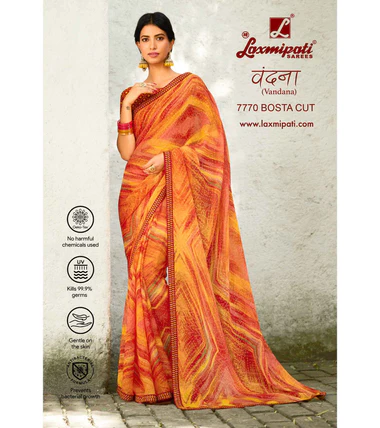 Laxmipati
SAREES
वंदना
(Vandana)
7770 BOSTA CUT
www.laxmipati.com
No harmful
chemicals used
UV
Kills 99.9%
germs
Gentle on
the skin
Prevents
bacterial growth